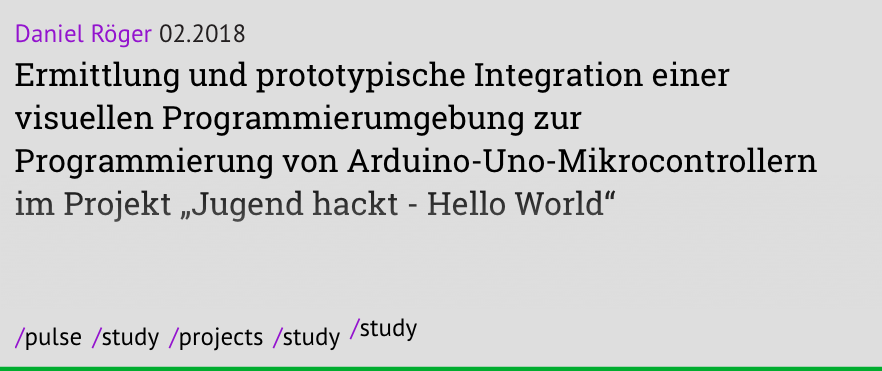 Daniel Röger 02.2018
Ermittlung und prototypische Integration einer
visuellen Programmierumgebung zur
Programmierung von Arduino-Uno-Mikrocontrollern
im Projekt „Jugend hackt - Hello World“
/pulse /study /projects /study /study